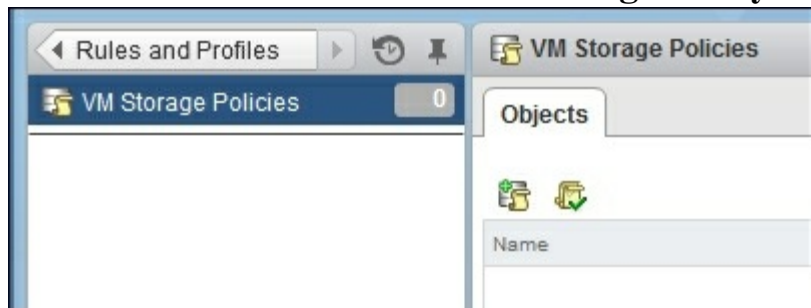 Rules and Profiles
VM Storage Policies
VM Storage Policies 0
Objects
Name